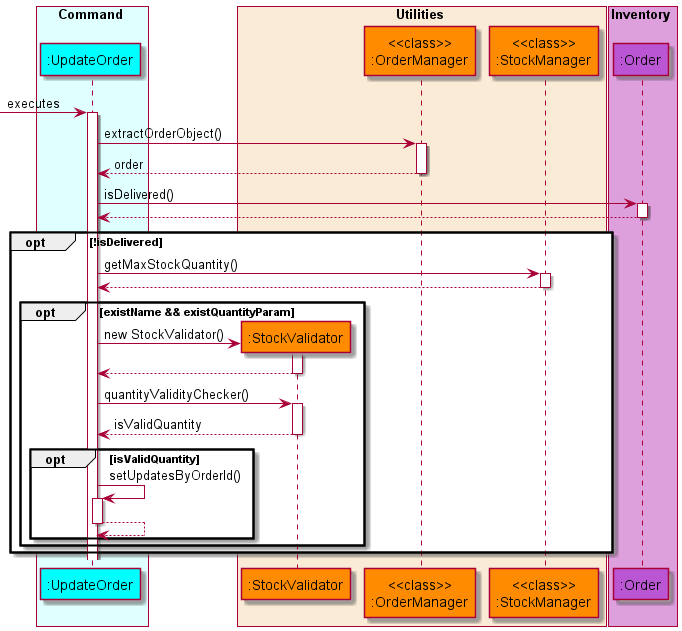 Command
Utilities
Inventory
:UpdateOrder
<<class>>
:OrderManager
<<class>>
:StockManager
:Order
executes
extractOrderObject()
order
isDelivered()
opt
[!isDelivered]
getMaxStockQuantity()
opt
[existName && existQuantityParam]
new StockValidator()
:StockValidator
quantityValidityChecker()
isValidQuantity
opt
[isValidQuantity]
setUpdatesByOrderId()
:UpdateOrder
:StockValidator
<<class>>
:OrderManager
<<class>>
:StockManager
:Order